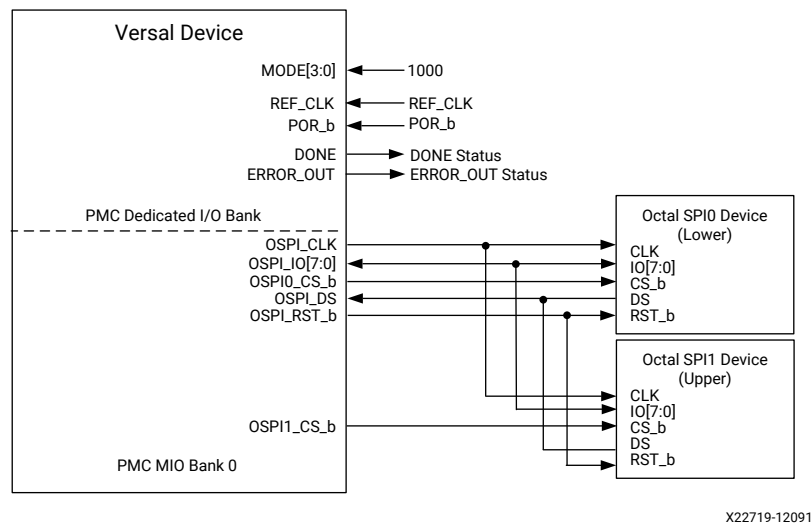 Versal Device
MODE[3:0]
1000
REF_CLK
REF_CLK
POR_b
POR_b
DONE
DONE Status
ERROR_OUT
ERROR_OUT Status
PMC Dedicated I/O Bank
OSPI_CLK
OSPI_IO[7:0]
OSPI0_CS_b
OSPI_DS
OSPI_RST_b
OSPI1_CS_b
PMC MIO Bank 0
Octal SPI0 Device
(Lower)
CLK
IO[7:0]
CS_b
DS
RST_b
Octal SPI1 Device
(Upper)
CLK
IO[7:0]
CS_b
DS
RST_b
X22719-12091